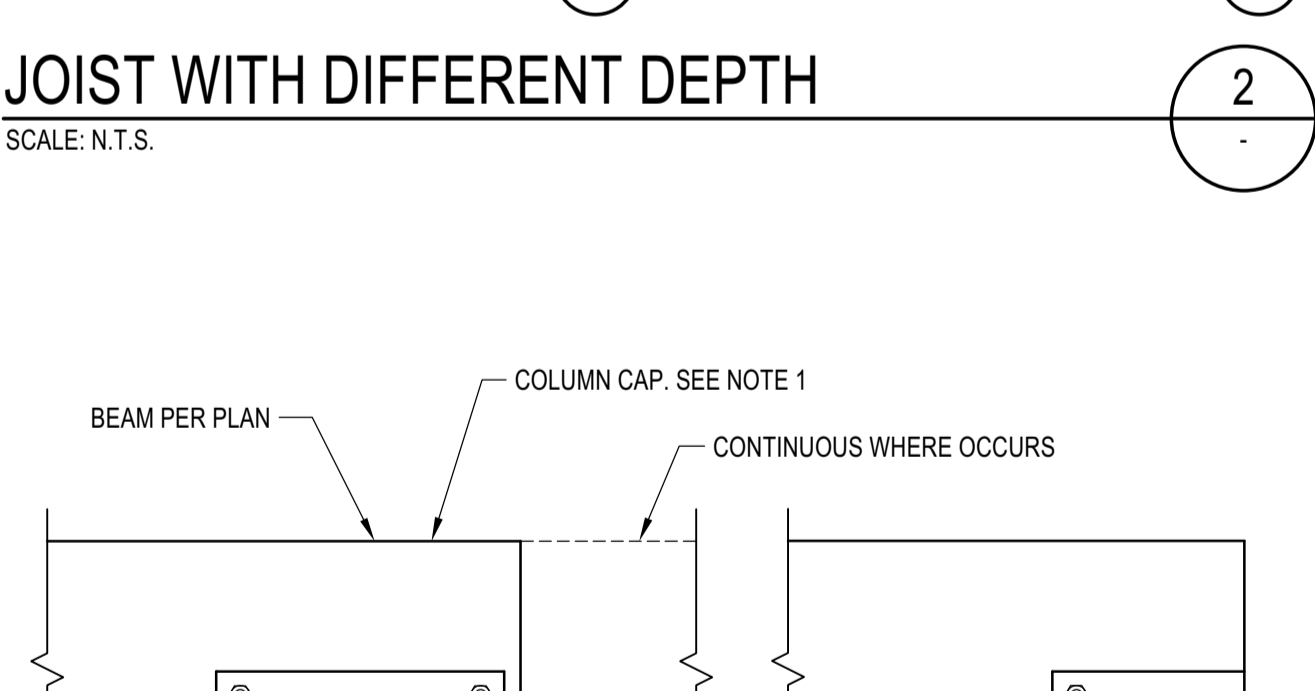 JOIST WITH DIFFERENT DEPTH
2
SCALE: N.T.S.
-
COLUMN CAP. SEE NOTE 1
BEAM PER PLAN
CONTINUOUS WHERE OCCURS